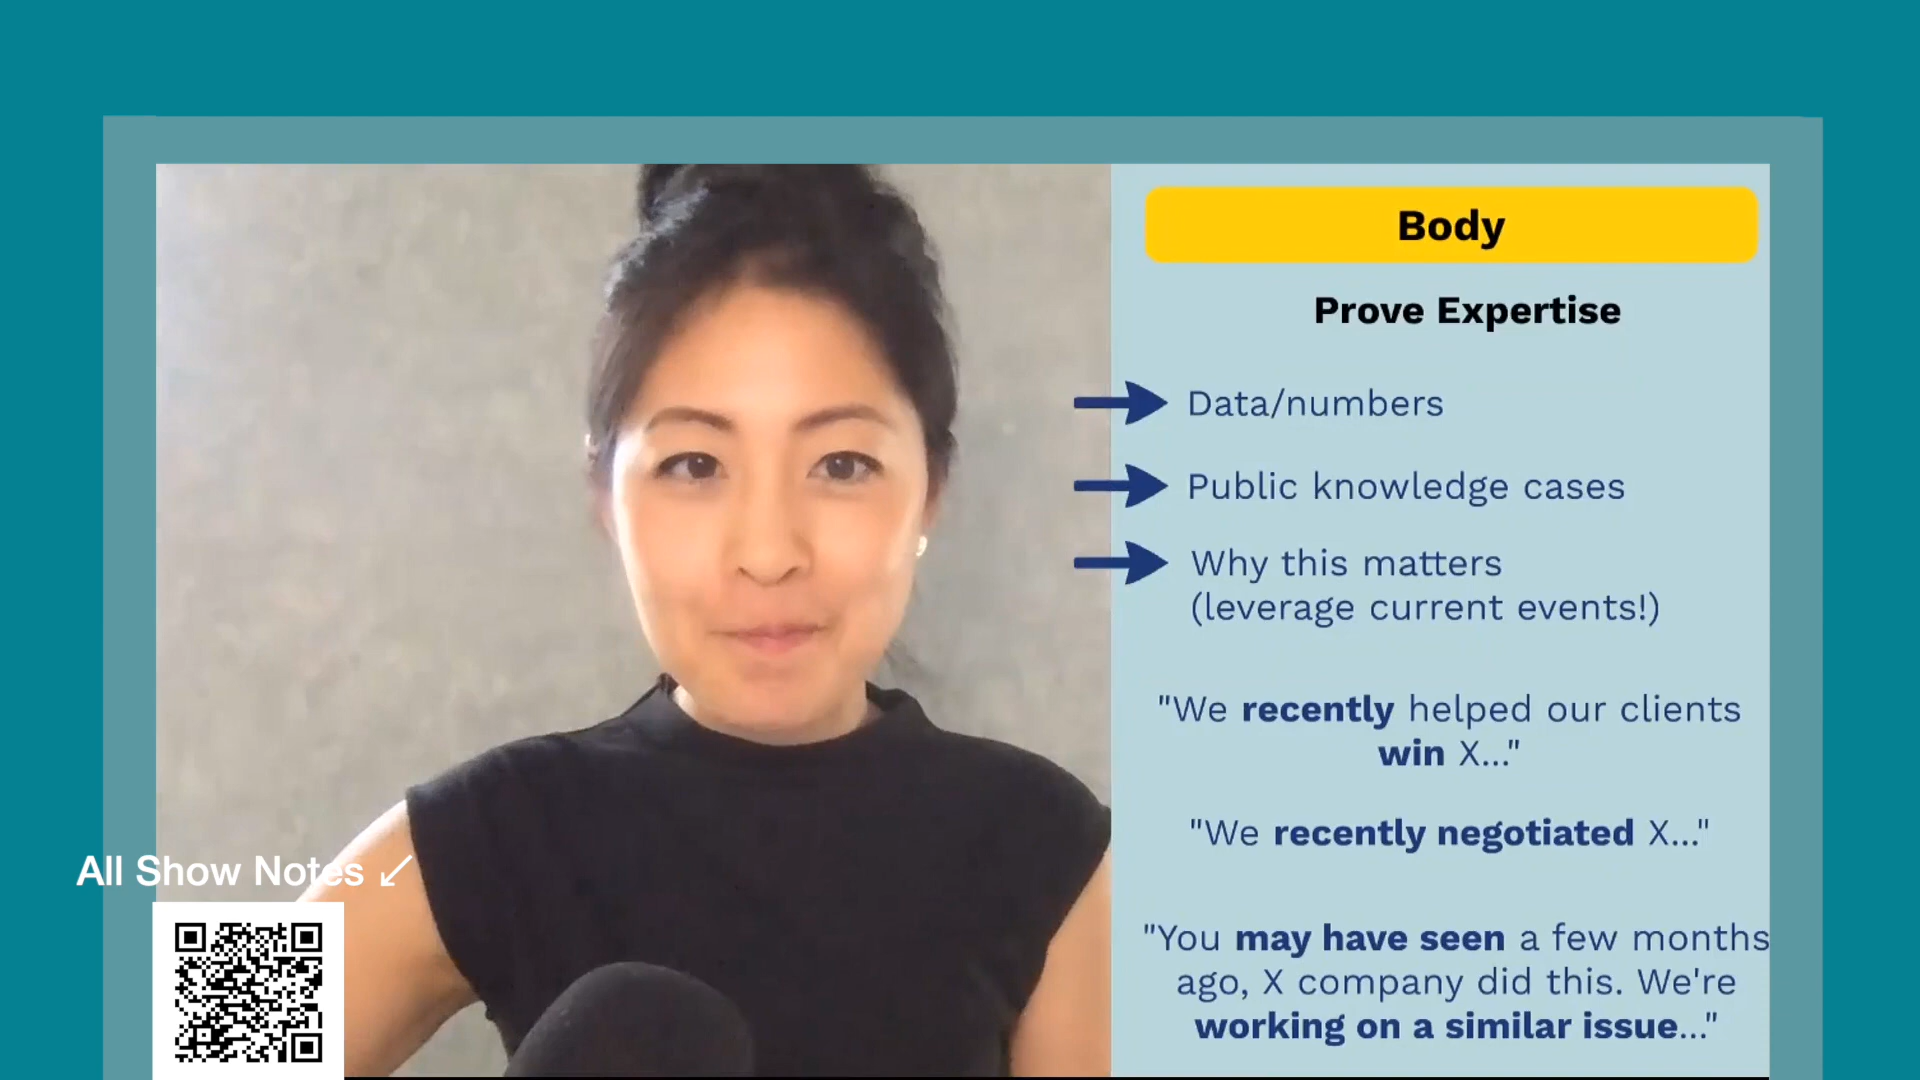 Body
Prove Expertise
Data/numbers
Public knowledge cases
Why this matters
(leverage current events!)
"We recently helped our clients
win X..."
"We recently negotiated X..."
"You may have seen a few months
ago, X company did this. We're
working on a similar issue..."
All Show Notes ↙